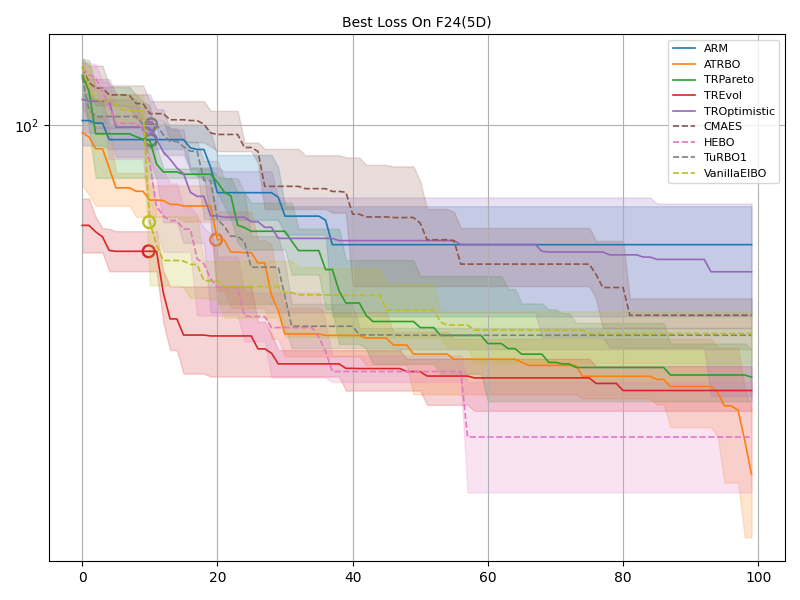 Best Loss On F24(5D)
ARM
ATRBO
TRPareto
TREvol
TROptimistic
CMAES
HEBO
TuRBO1
VanillaEIBO
10²
0 20 40 60 80 100